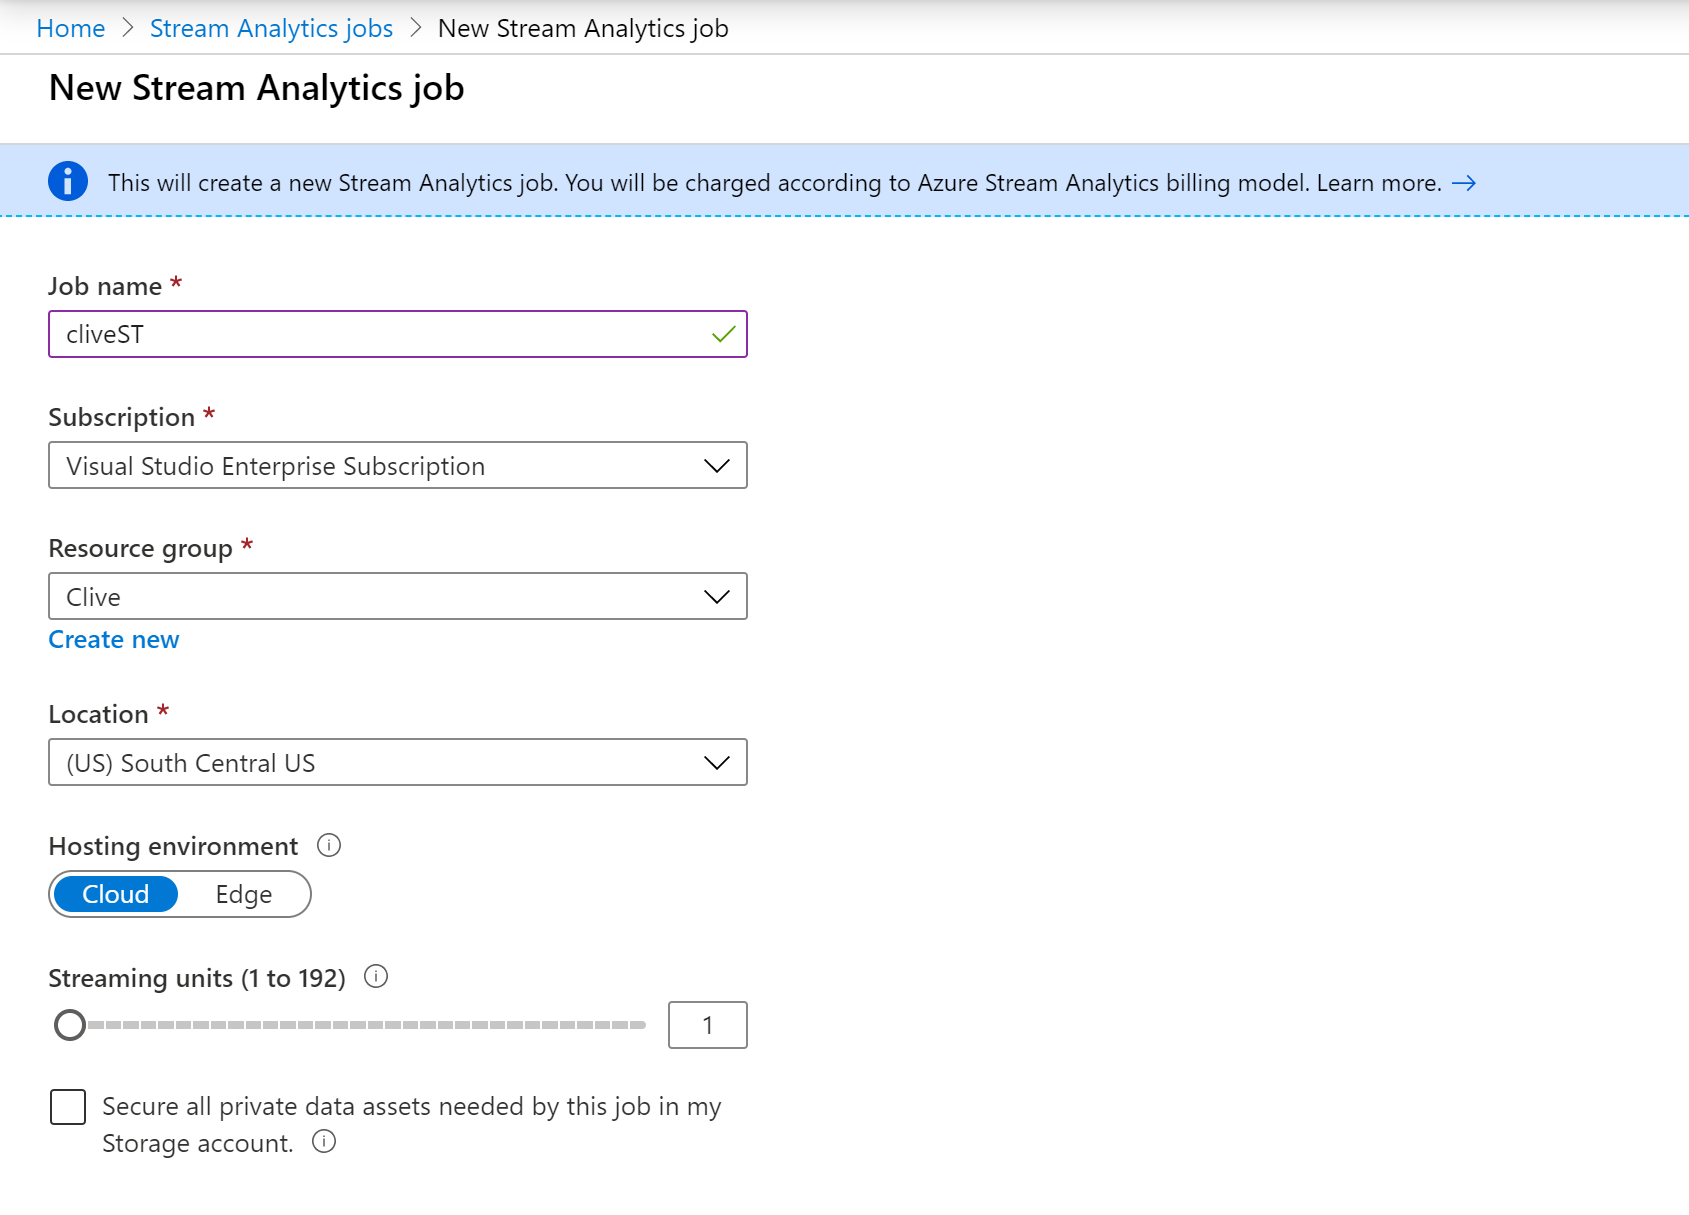 Home > Stream Analytics jobs > New Stream Analytics job
New Stream Analytics job
This will create a new Stream Analytics job. You will be charged according to Azure Stream Analytics billing model. Learn more. →
Job name *
cliveST
Subscription *
Visual Studio Enterprise Subscription
Resource group *
Clive
Create new
Location *
(US) South Central US
Hosting environment
Cloud Edge
Streaming units (1 to 192)
1
Secure all private data assets needed by this job in my
Storage account.